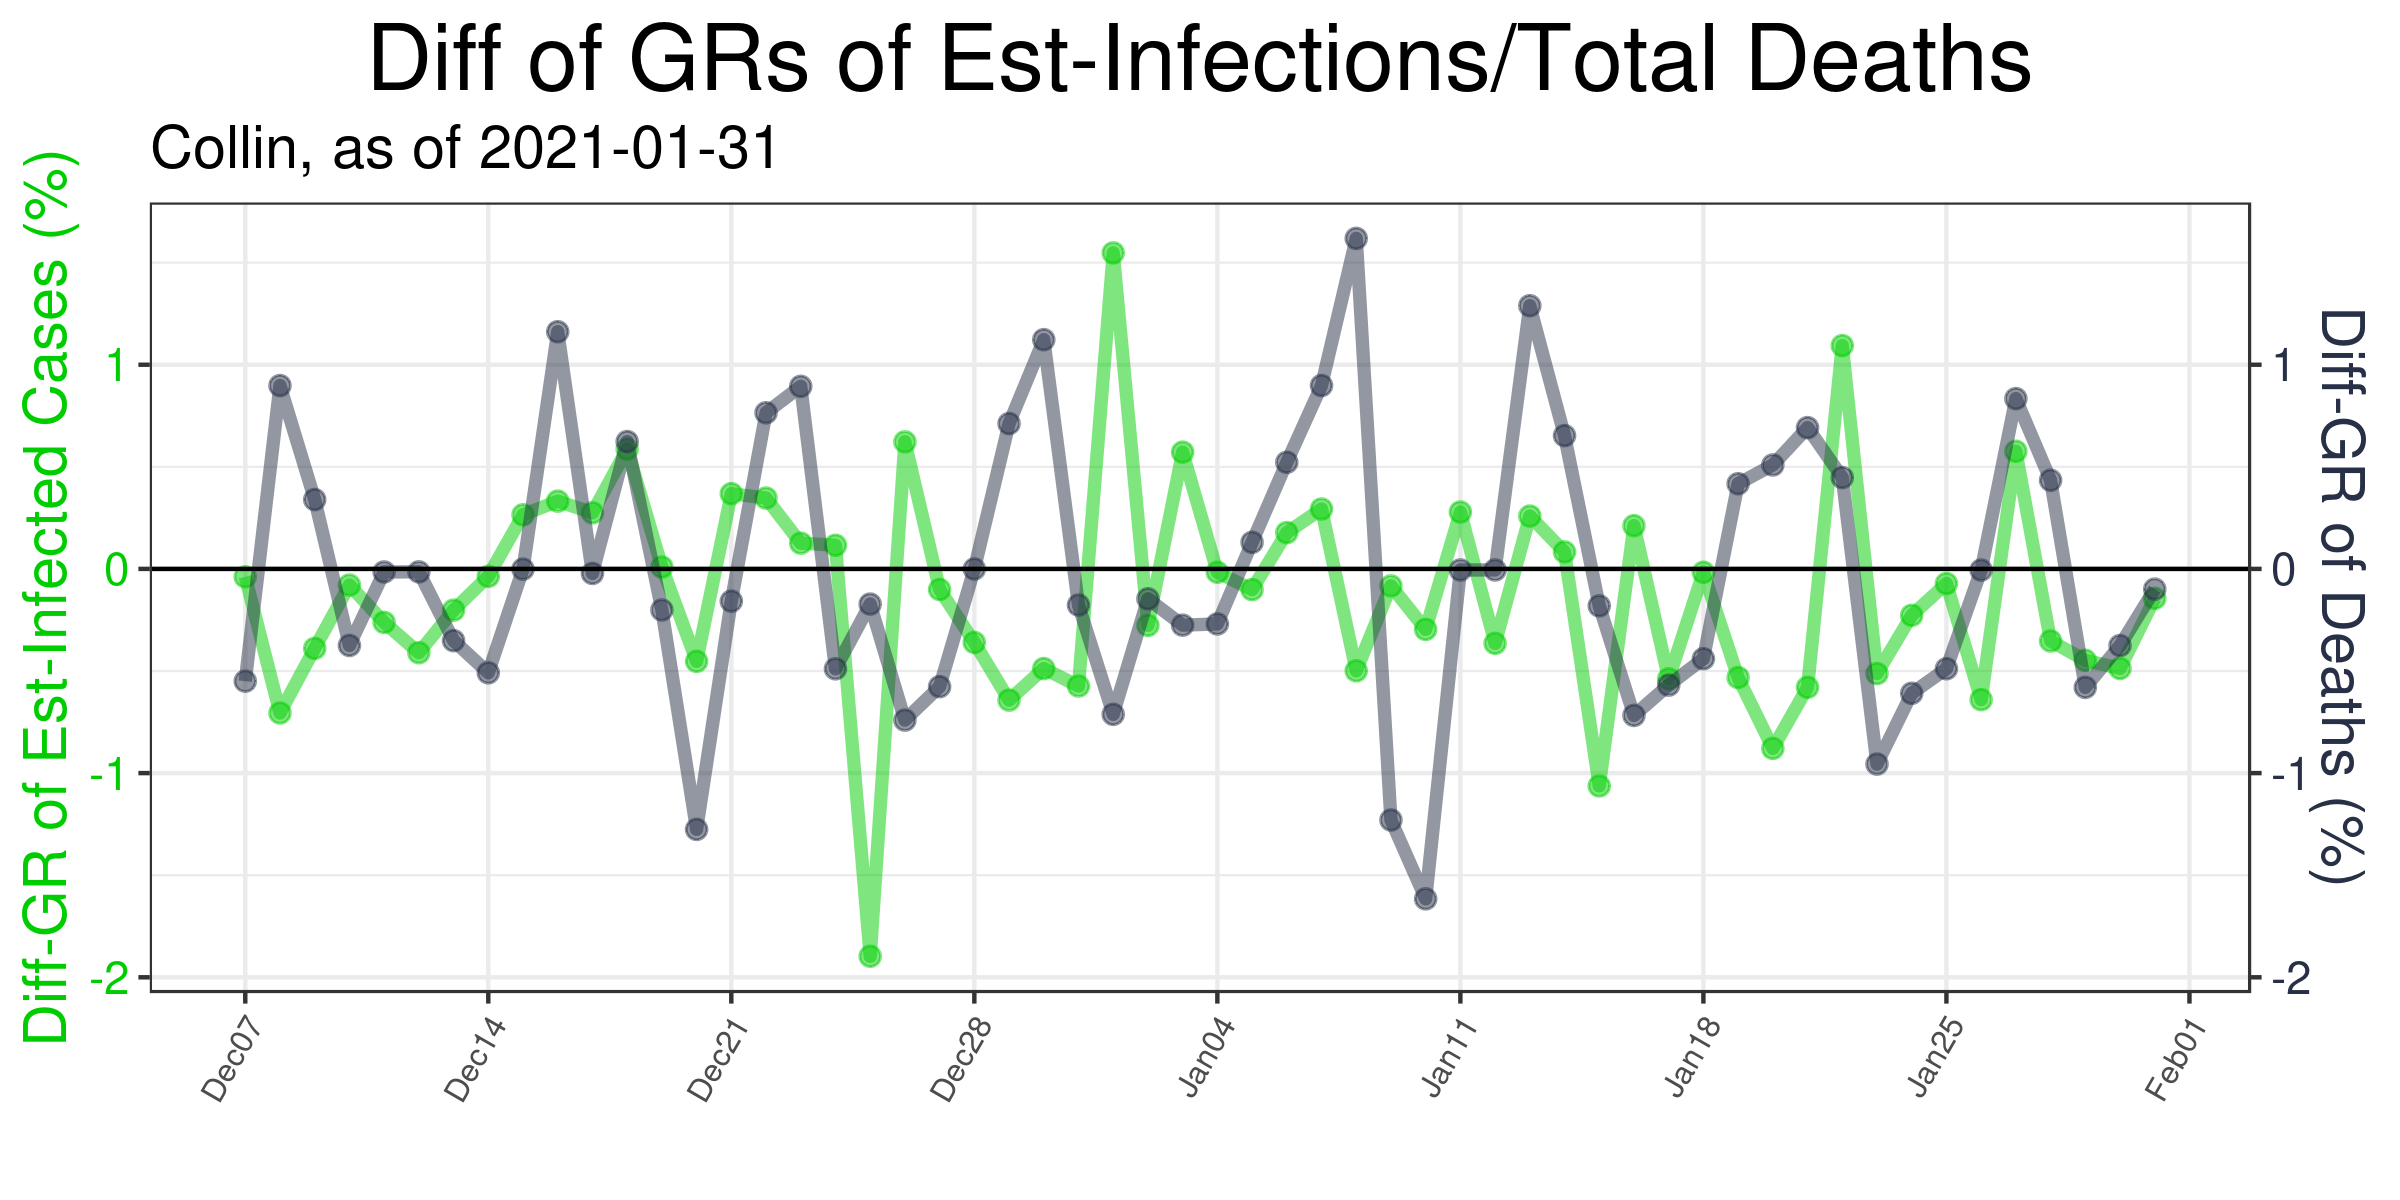 Diff of GRs of Est-Infections/Total Deaths
Collin, as of 2021-01-31
Diff-GR of Est-Infected Cases (%)
1
0
-1
-2
1
0
-1
-2
Diff-GR of Deaths (%)
Dec07
Dec14
Dec21
Dec28
Jan04
Jan11
Jan18
Jan25
Feb01